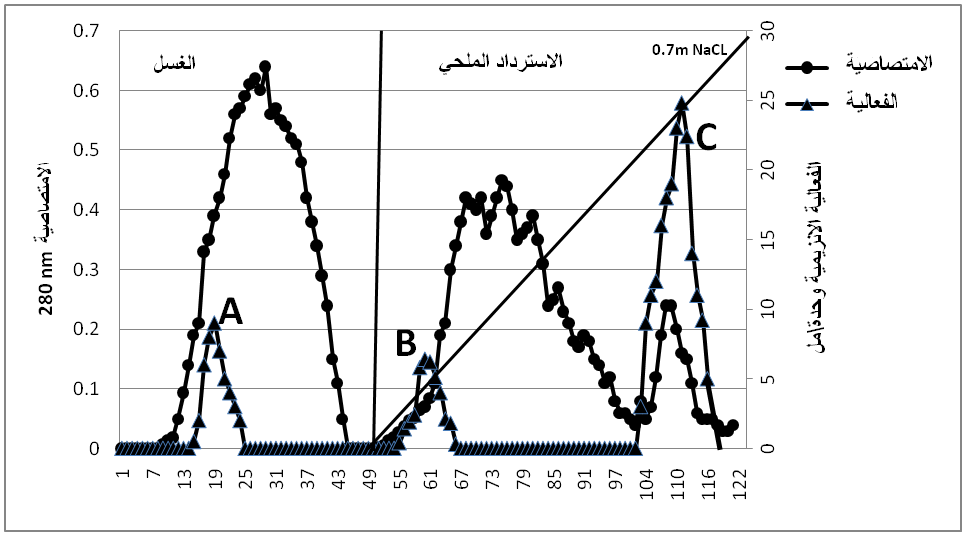 الغسل
الاسترداد الملحي
0.7m NaCL
الامتصاصية
الفعالية
A
B
C
الامتصاصية 280 nm
0.7
0.6
0.5
0.4
0.3
0.2
0.1
0
30
25
20
15
10
5
0
الفعالية الانزيمية وحدة\مل
1 7 13 19 25 31 37 43 49 55 61 67 73 79 85 91 97 104 110 116 122